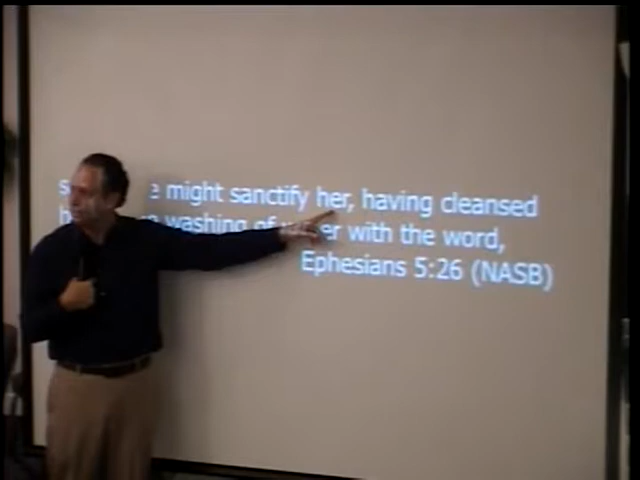 might sanctify her, having cleansed
washing of with the word,
Ephesians 5:26 (NASB)